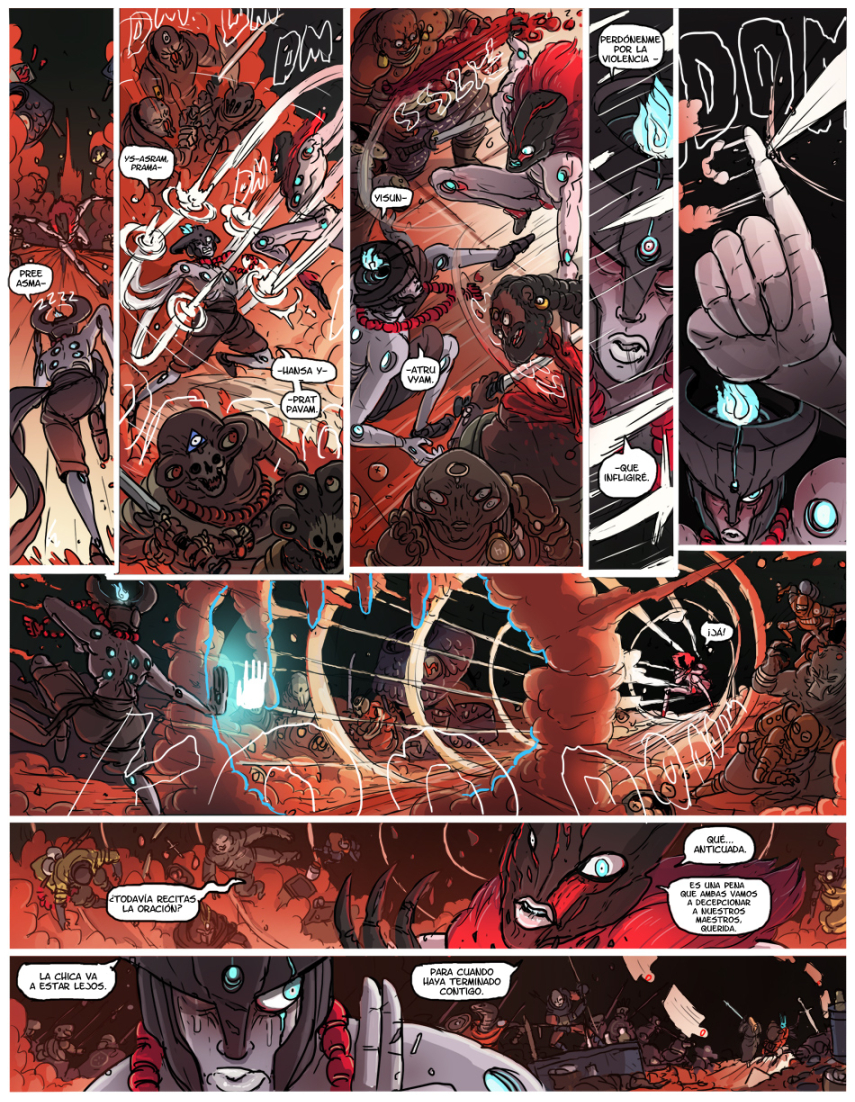 PREE
ASMA-
ZZZZ
DM DM
DM
YS-ASRAM,
PRAMA-
DM
-HANSA Y-
-PRAT
PAVAM.
YISUN-
-ATRU
VYAM.
PERDÓNENME
POR LA
VIOLENCIA -
-QUE
INFLIGIRÉ.
¡JÁ!
¿TODAVÍA RECITAS
LA ORACIÓN?
QUÉ...
ANTICUADA.
ES UNA PENA
QUE AMBAS VAMOS
A DECEPCIONAR
A NUESTROS
MAESTROS,
QUERIDA.
LA CHICA VA
A ESTAR LEJOS.
PARA CUANDO
HAYA TERMINADO
CONTIGO.